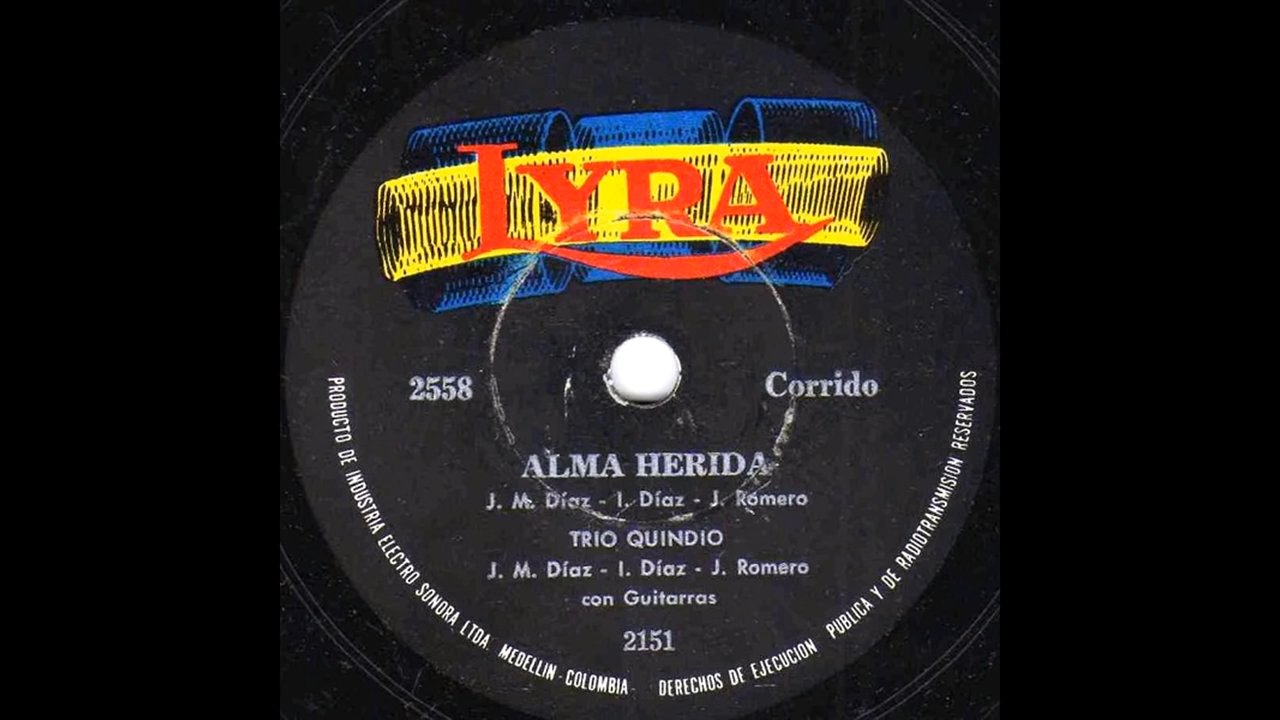 LYRA
2558
Corrido
ALMA HERIDA
J. M. Díaz - I. Díaz - J. Romero
TRIO QUINDIO
J. M. Díaz - I. Díaz - J. Romero
con Guitarras
2151
PRODUCTO DE INDUSTRIA ELECTRO SONORA LTDA. MEDELLIN - COLOMBIA DERECHOS DE EJECUCION PUBLICA Y DE RADIOTRANSMISION RESERVADOS